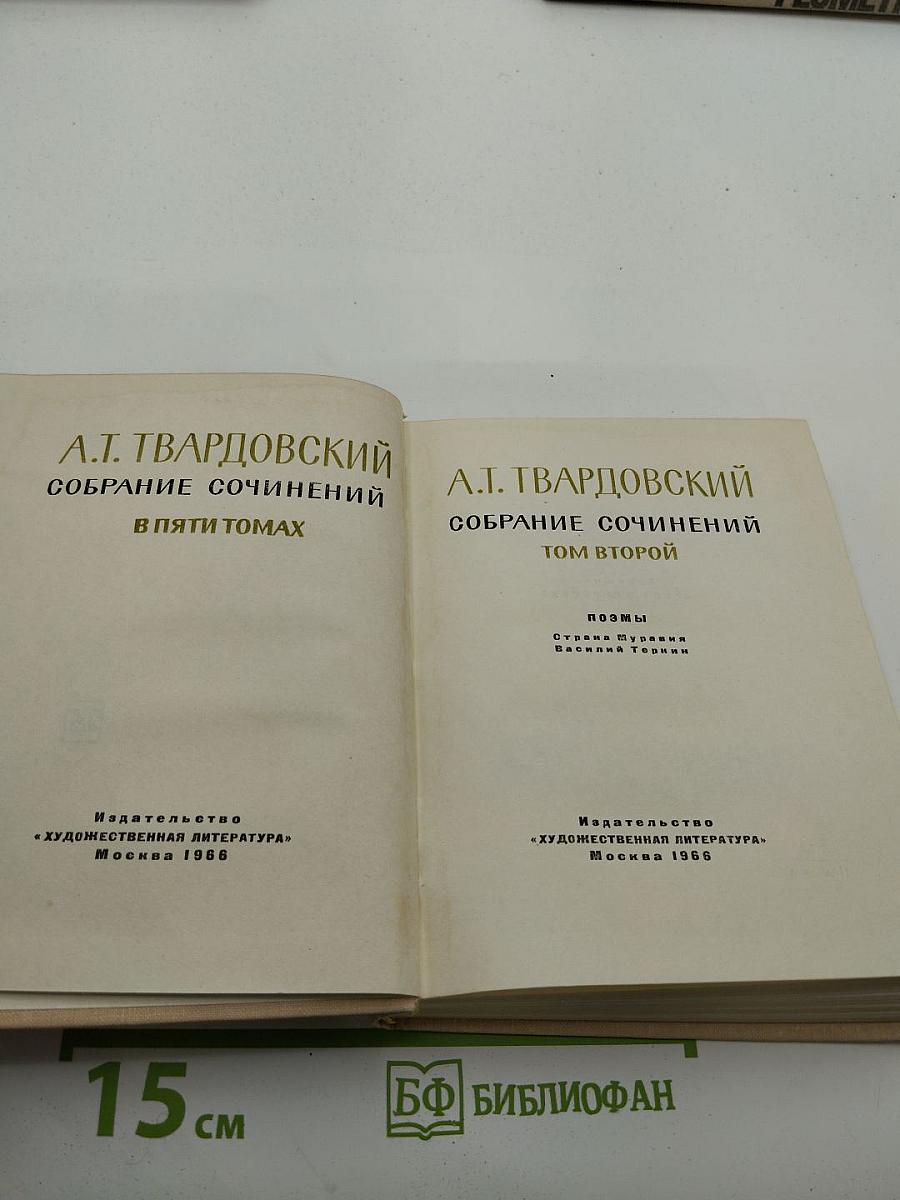 А.Т. ТВАРДОВСКИЙ
СОБРАНИЕ СОЧИНЕНИЙ
В ПЯТИ ТОМАХ
Издательство
«ХУДОЖЕСТВЕННАЯ ЛИТЕРАТУРА»
Москва 1966
А.Т. ТВАРДОВСКИЙ
СОБРАНИЕ СОЧИНЕНИЙ
ТОМ ВТОРОЙ
ПОЭМЫ
Страна Муравия
Василий Теркин
Издательство
«ХУДОЖЕСТВЕННАЯ ЛИТЕРАТУРА»
Москва 1966
15 см
БФ БИБЛИОФАН